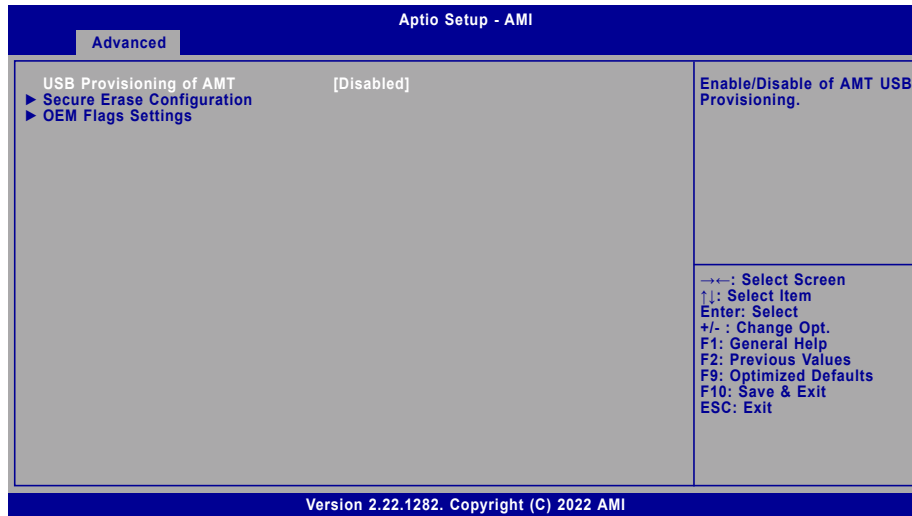 Aptio Setup - AMI
Advanced
USB Provisioning of AMT [Disabled]
▶ Secure Erase Configuration
▶ OEM Flags Settings
Enable/Disable of AMT USB
Provisioning.
→←: Select Screen
↑↓: Select Item
Enter: Select
+/- : Change Opt.
F1: General Help
F2: Previous Values
F9: Optimized Defaults
F10: Save & Exit
ESC: Exit
Version 2.22.1282. Copyright (C) 2022 AMI